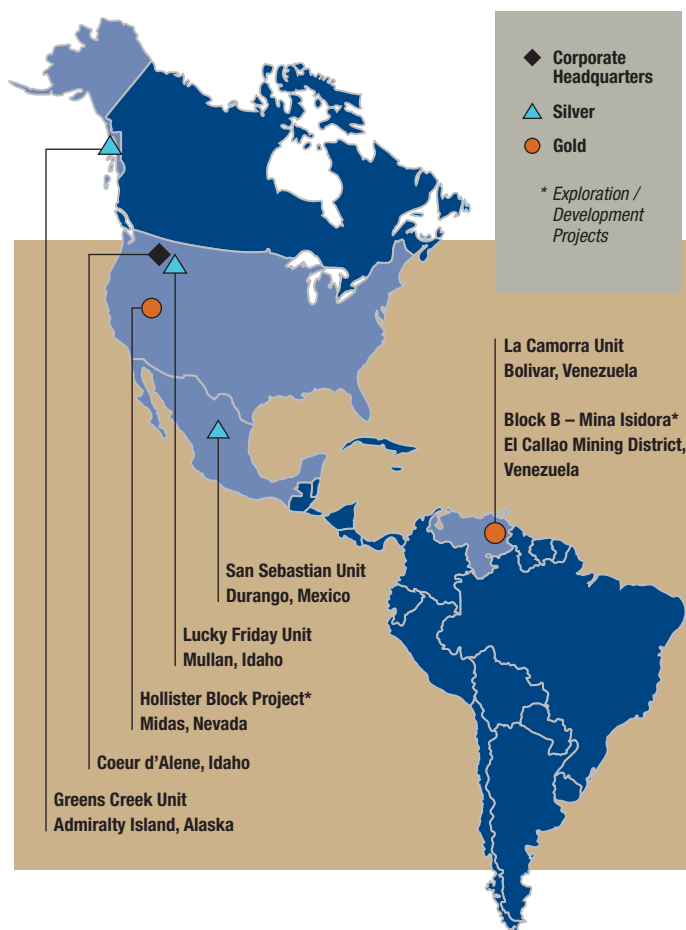 Corporate
Headquarters
Silver
Gold
* Exploration /
Development
Projects
La Camorra Unit
Bolivar, Venezuela
Block B – Mina Isidora*
El Callao Mining District,
Venezuela
San Sebastian Unit
Durango, Mexico
Lucky Friday Unit
Mullan, Idaho
Hollister Block Project*
Midas, Nevada
Coeur d’Alene, Idaho
Greens Creek Unit
Admiralty Island, Alaska